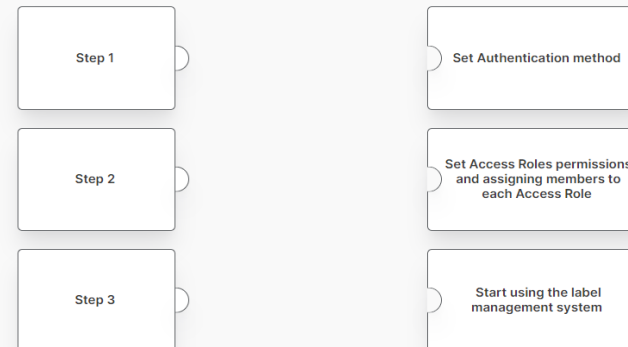 Step 1
Set Authentication method
Step 2
Set Access Roles permissions
and assigning members to
each Access Role
Step 3
Start using the label
management system